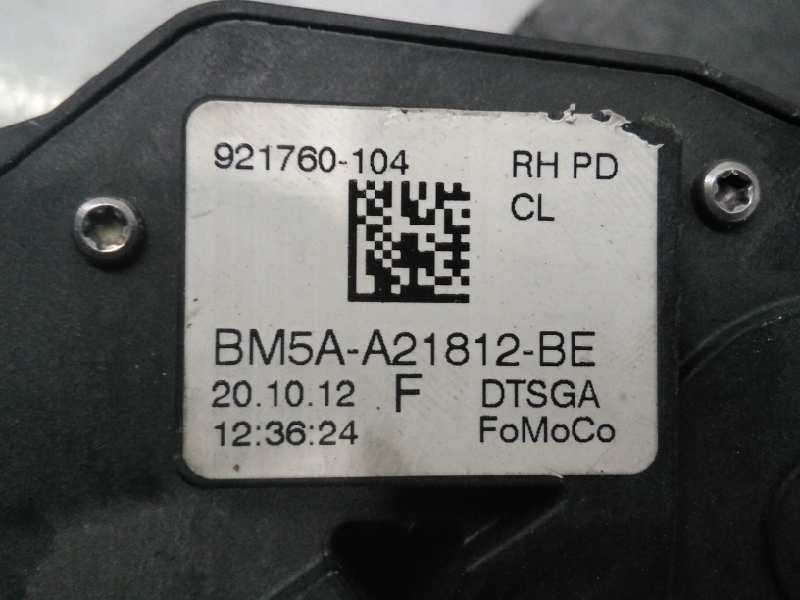 921760-104 RH PD
CL
BM5A-A21812-BE
20.10.12 F DTSGA
12:36:24 FoMoCo